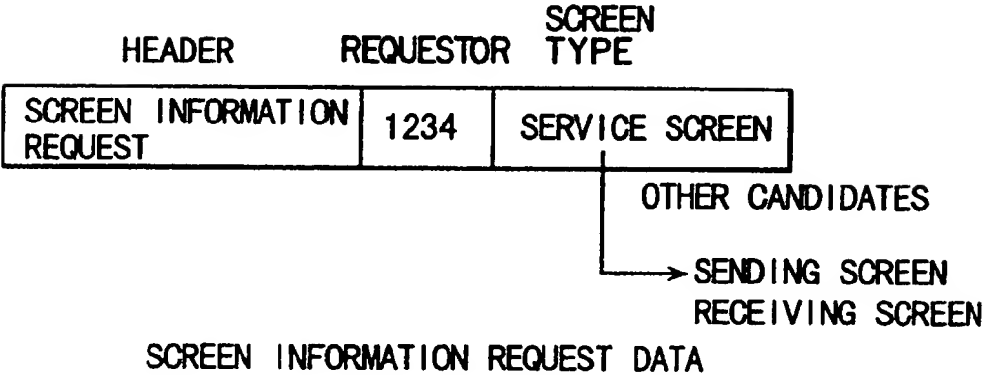 HEADER REQUESTOR SCREEN TYPE
SCREEN INFORMATION REQUEST
1234
SERVICE SCREEN
OTHER CANDIDATES
SENDING SCREEN
RECEIVING SCREEN
SCREEN INFORMATION REQUEST DATA